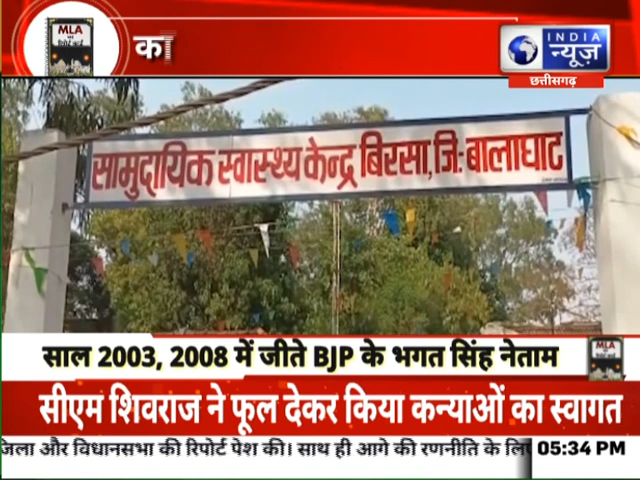 MLA
का
रिपोर्ट कार्ड
का
INDIA
न्यूज़
छत्तीसगढ़
सामुदायिक स्वास्थ्य केन्द्र बिरसा, जि: बालाघाट
साल 2003, 2008 में जीते BJP के भगत सिंह नेताम
MLA
सीएम शिवराज ने फूल देकर किया कन्याओं का स्वागत
जिला और विधानसभा की रिपोर्ट पेश की। साथ ही आगे की रणनीति के लि
05:34 PM